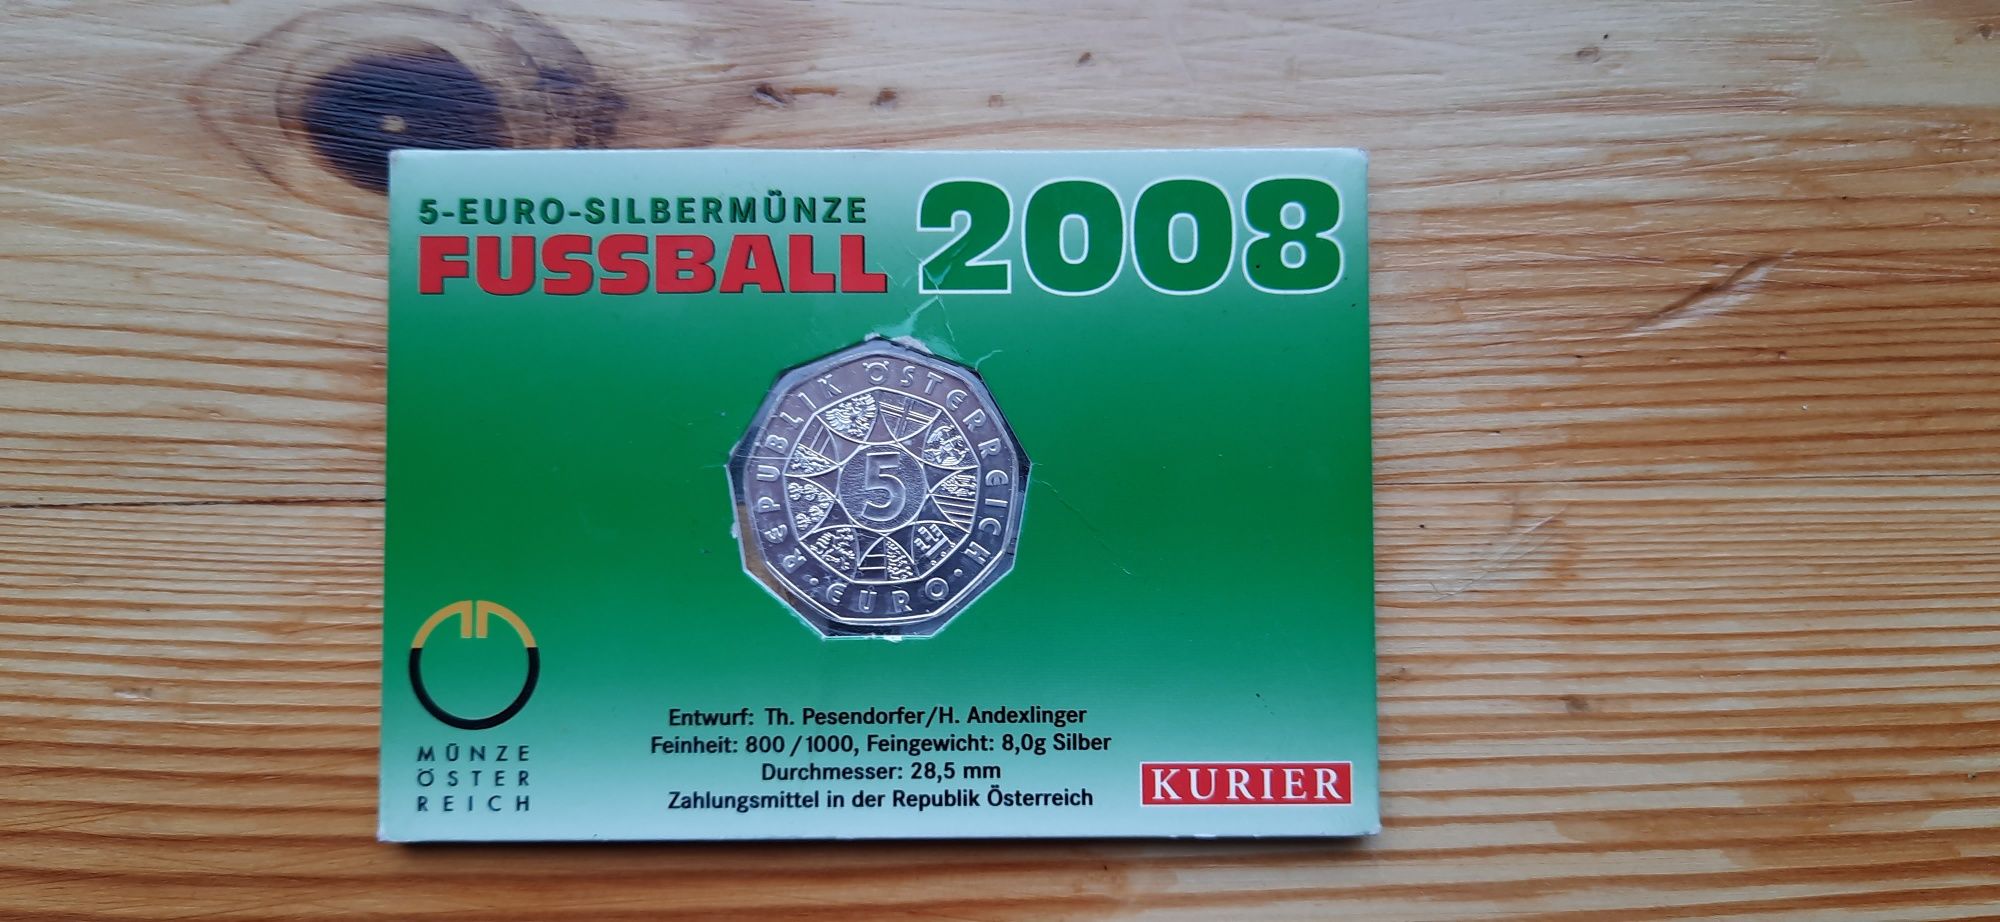 5-EURO-SILBERMÜNZE
FUSSBALL 2008
REPUBLIK ÖSTERREICH
5
· EURO ·
MÜNZE
ÖSTER
REICH
Entwurf: Th. Pesendorfer/H. Andexlinger
Feinheit: 800/1000, Feingewicht: 8,0g Silber
Durchmesser: 28,5 mm
Zahlungsmittel in der Republik Österreich
KURIER